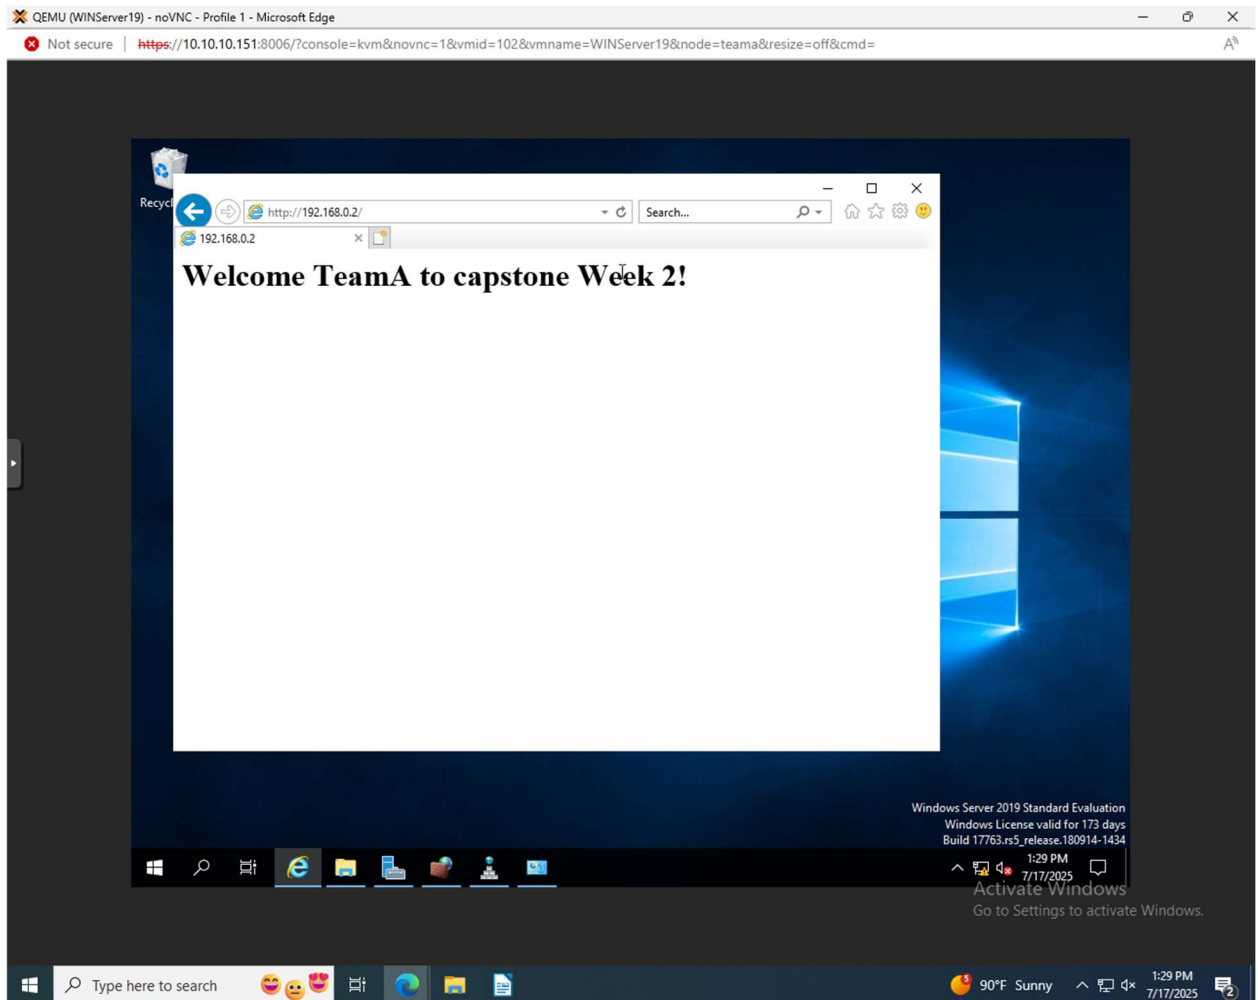 QEMU (WINServer19) - noVNC - Profile 1 - Microsoft Edge
Not secure
https://10.10.10.151:8006/?console=kvm&novnc=1&vmid=102&vmname=WINServer19&node=teama&resize=off&cmd=
Recycl
http://192.168.0.2/
Search...
192.168.0.2
Welcome TeamA to capstone Week 2!
Windows Server 2019 Standard Evaluation
Windows License valid for 173 days
Build 17763.rs5_release.180914-1434
1:29 PM
7/17/2025
Activate Windows
Go to Settings to activate Windows.
Type here to search
5
90°F Sunny
1:29 PM
7/17/2025
2